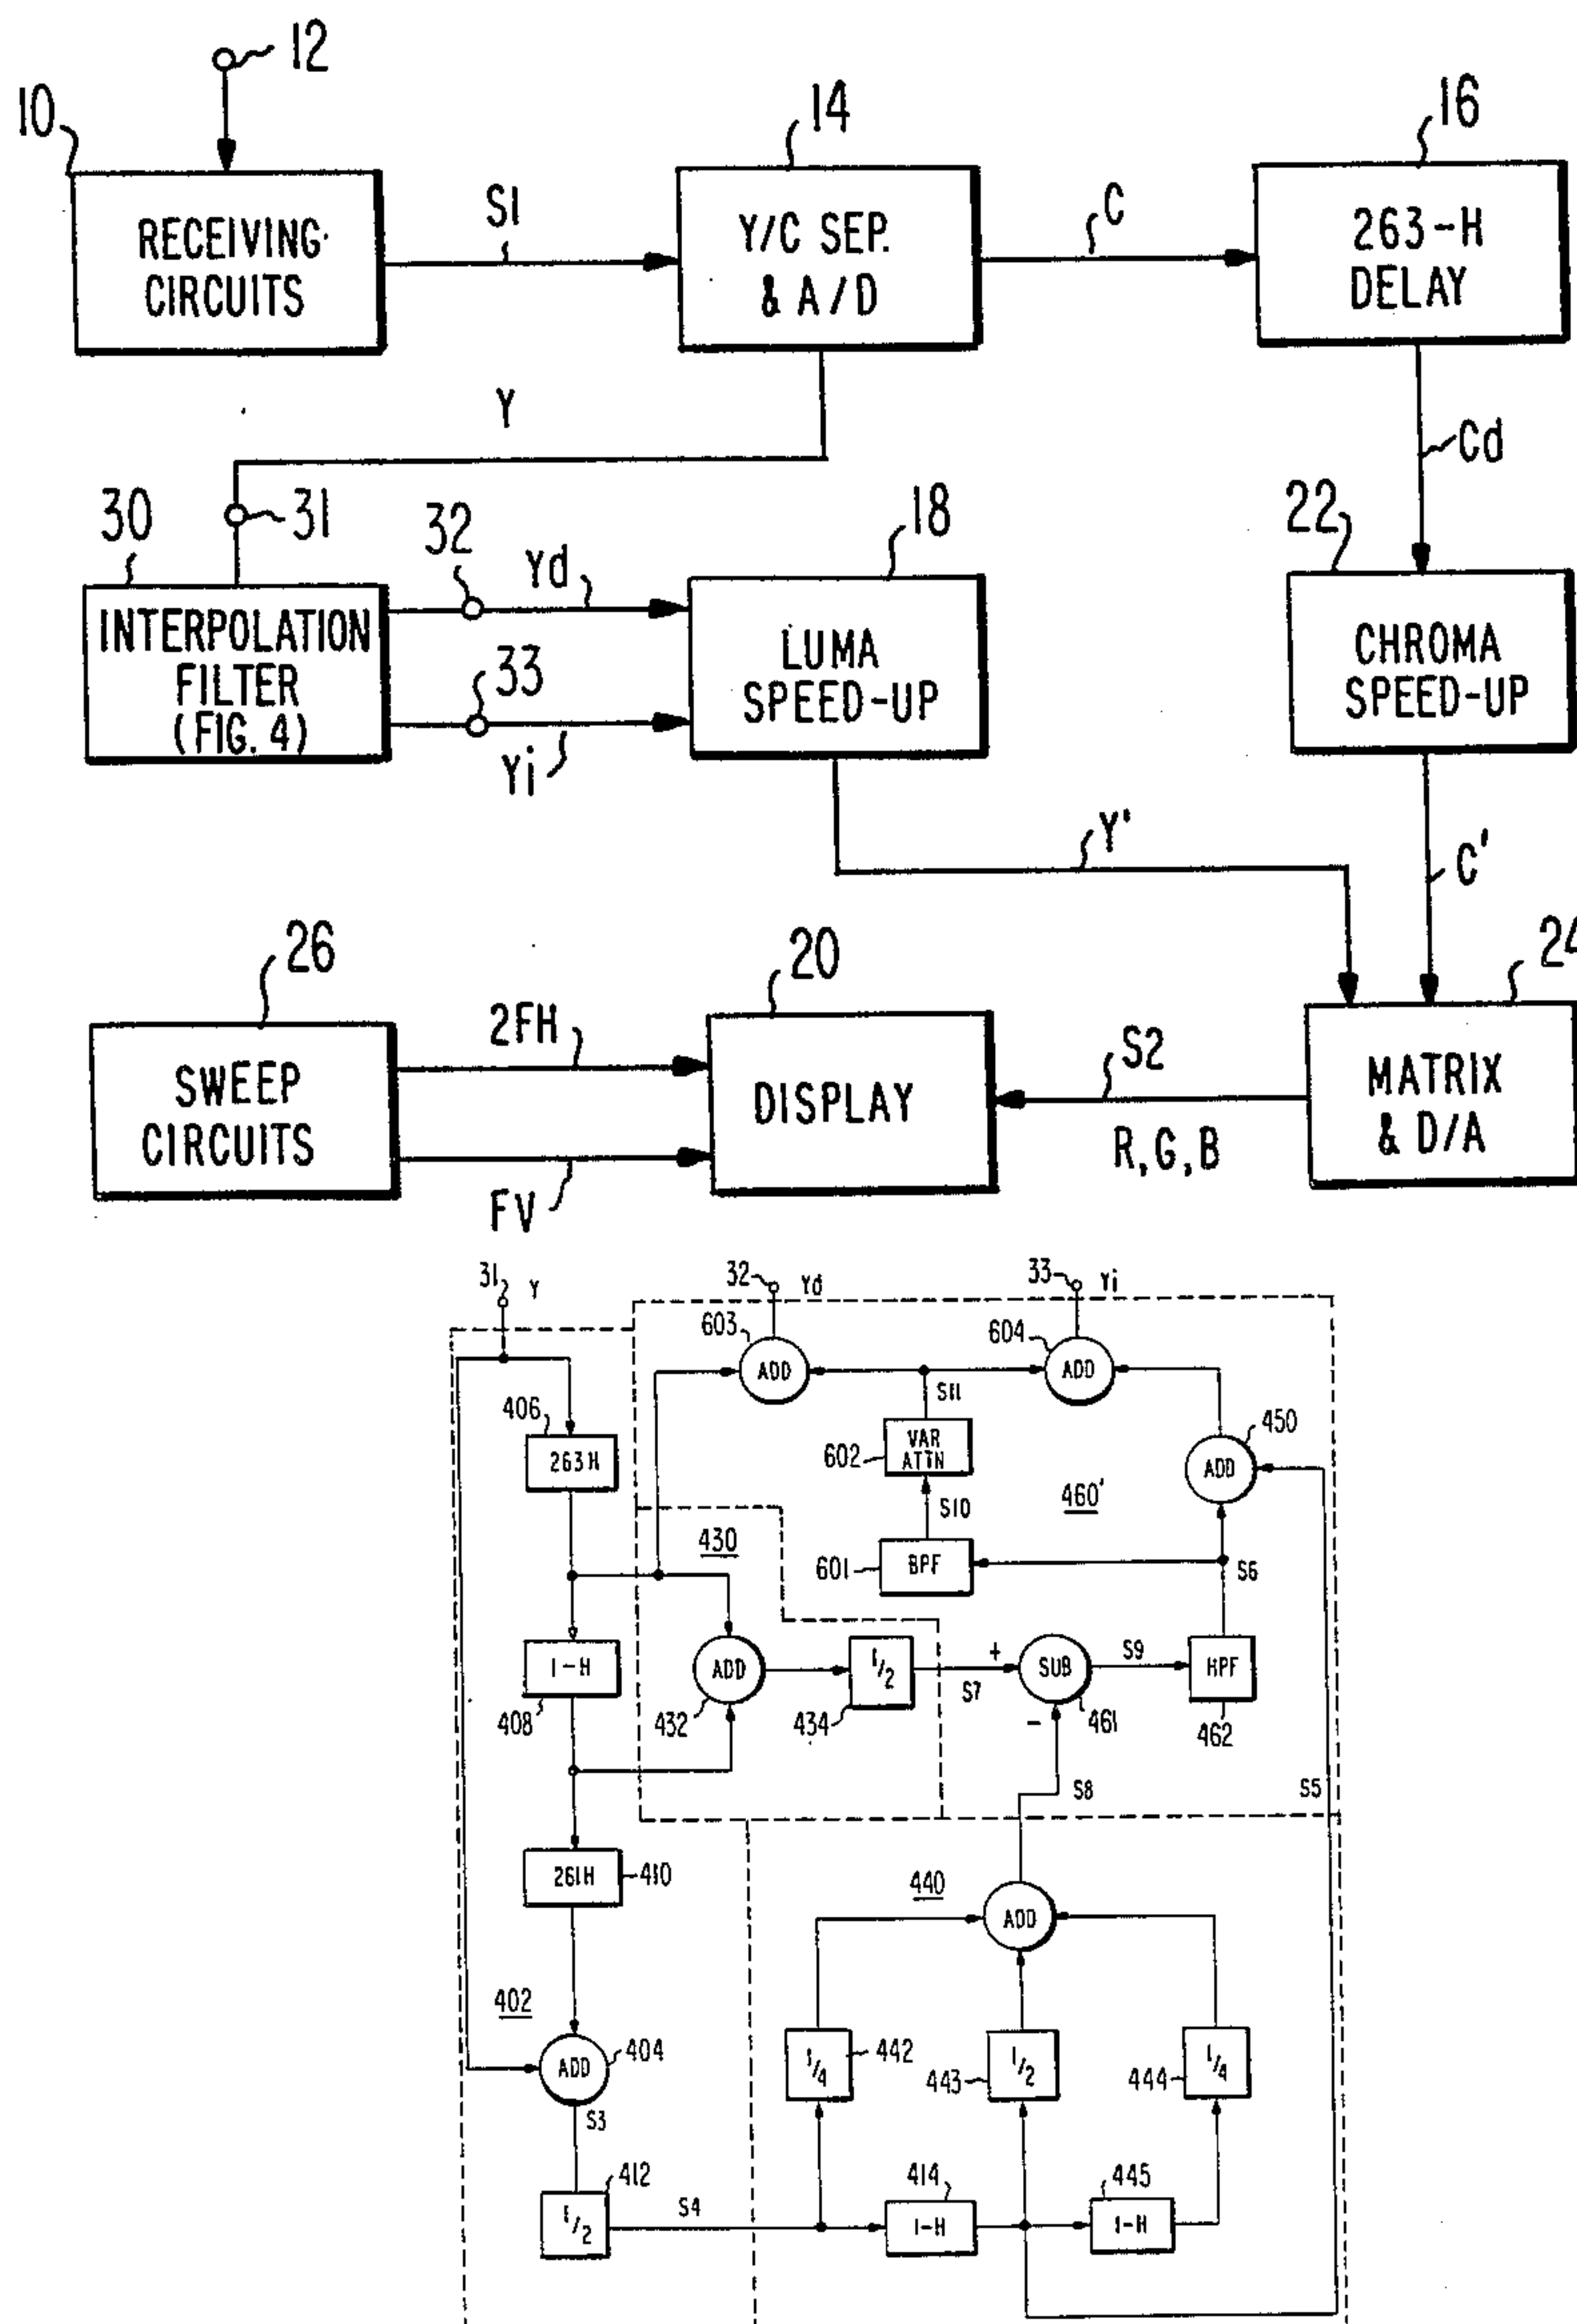 12
10
14
16
RECEIVING
CIRCUITS
S1
Y/C SEP.
& A/D
C
263-H
DELAY
Y
Cd
30
31
32
18
22
Yd
INTERPOLATION
FILTER
(FIG. 4)
33
Yi
LUMA
SPEED-UP
CHROMA
SPEED-UP
Y'
C'
26
20
24
2FH
SWEEP
CIRCUITS
DISPLAY
S2
MATRIX
& D/A
R,G,B
FV
31
Y
32
Yd
33
Yi
603
ADD
604
ADD
S11
406
263H
602
VAR
ATTN
450
ADD
S10
460'
430
601
BPF
S6
1-H
408
ADD
432
1/2
434
+
S7
SUB
461
-
S9
HPF
462
S8
S5
261H
410
440
ADD
402
ADD
404
1/4
442
443
1/2
444
1/4
S3
412
1/2
S4
414
1-H
445
1-H